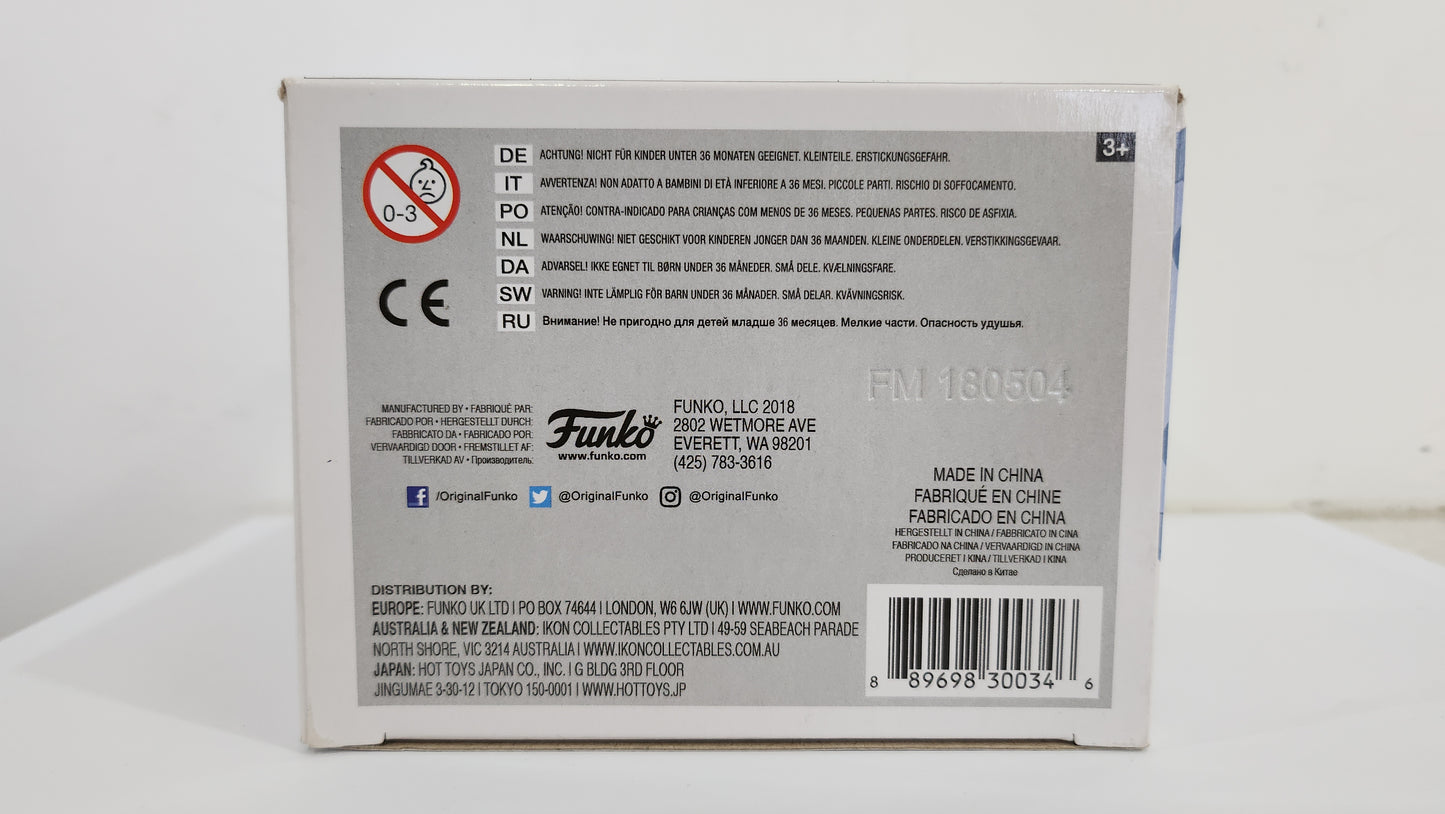 3+
0-3
DE ACHTUNG! NICHT FÜR KINDER UNTER 36 MONATEN GEEIGNET. KLEINTEILE. ERSTICKUNGSGEFAHR.
IT AVVERTENZA! NON ADATTO A BAMBINI DI ETÀ INFERIORE A 36 MESI. PICCOLE PARTI. RISCHIO DI SOFFOCAMENTO.
PO ATENÇÃO! CONTRA-INDICADO PARA CRIANÇAS COM MENOS DE 36 MESES. PEQUENAS PARTES. RISCO DE ASFIXIA.
NL WAARSCHUWING! NIET GESCHIKT VOOR KINDEREN JONGER DAN 36 MAANDEN. KLEINE ONDERDELEN. VERSTIKKINGSGEVAAR.
DA ADVARSEL! IKKE EGNET TIL BØRN UNDER 36 MÅNEDER. SMÅ DELE. KVÆLNINGSFARE.
SW VARNING! INTE LÄMPLIG FÖR BARN UNDER 36 MÅNADER. SMÅ DELAR. KVÄVNINGSRISK.
RU Внимание! Не пригодно для детей младше 36 месяцев. Мелкие части. Опасность удушья.
CE
FM 180504
MANUFACTURED BY • FABRIQUÉ PAR:
FABRICADO POR • HERGESTELLT DURCH:
FABBRICATO DA • FABRICADO POR:
VERVAARDIGD DOOR • FREMSTILLET AF:
TILLVERKAD AV • Производитель:
Funko
www.funko.com
FUNKO, LLC 2018
2802 WETMORE AVE
EVERETT, WA 98201
(425) 783-3616
/OriginalFunko @OriginalFunko @OriginalFunko
MADE IN CHINA
FABRIQUÉ EN CHINE
FABRICADO EN CHINA
HERGESTELLT IN CHINA / FABBRICATO IN CINA
FABRICADO NA CHINA / VERVAARDIGD IN CHINA
PRODUCERET I KINA / TILLVERKAD I KINA
Сделано в Китае
DISTRIBUTION BY:
EUROPE: FUNKO UK LTD | PO BOX 74644 | LONDON, W6 6JW (UK) | WWW.FUNKO.COM
AUSTRALIA & NEW ZEALAND: IKON COLLECTABLES PTY LTD | 49-59 SEABEACH PARADE
NORTH SHORE, VIC 3214 AUSTRALIA | WWW.IKONCOLLECTABLES.COM.AU
JAPAN: HOT TOYS JAPAN CO., INC. | G BLDG 3RD FLOOR
JINGUMAE 3-30-12 | TOKYO 150-0001 | WWW.HOTTOYS.JP
8 89698 30034 6